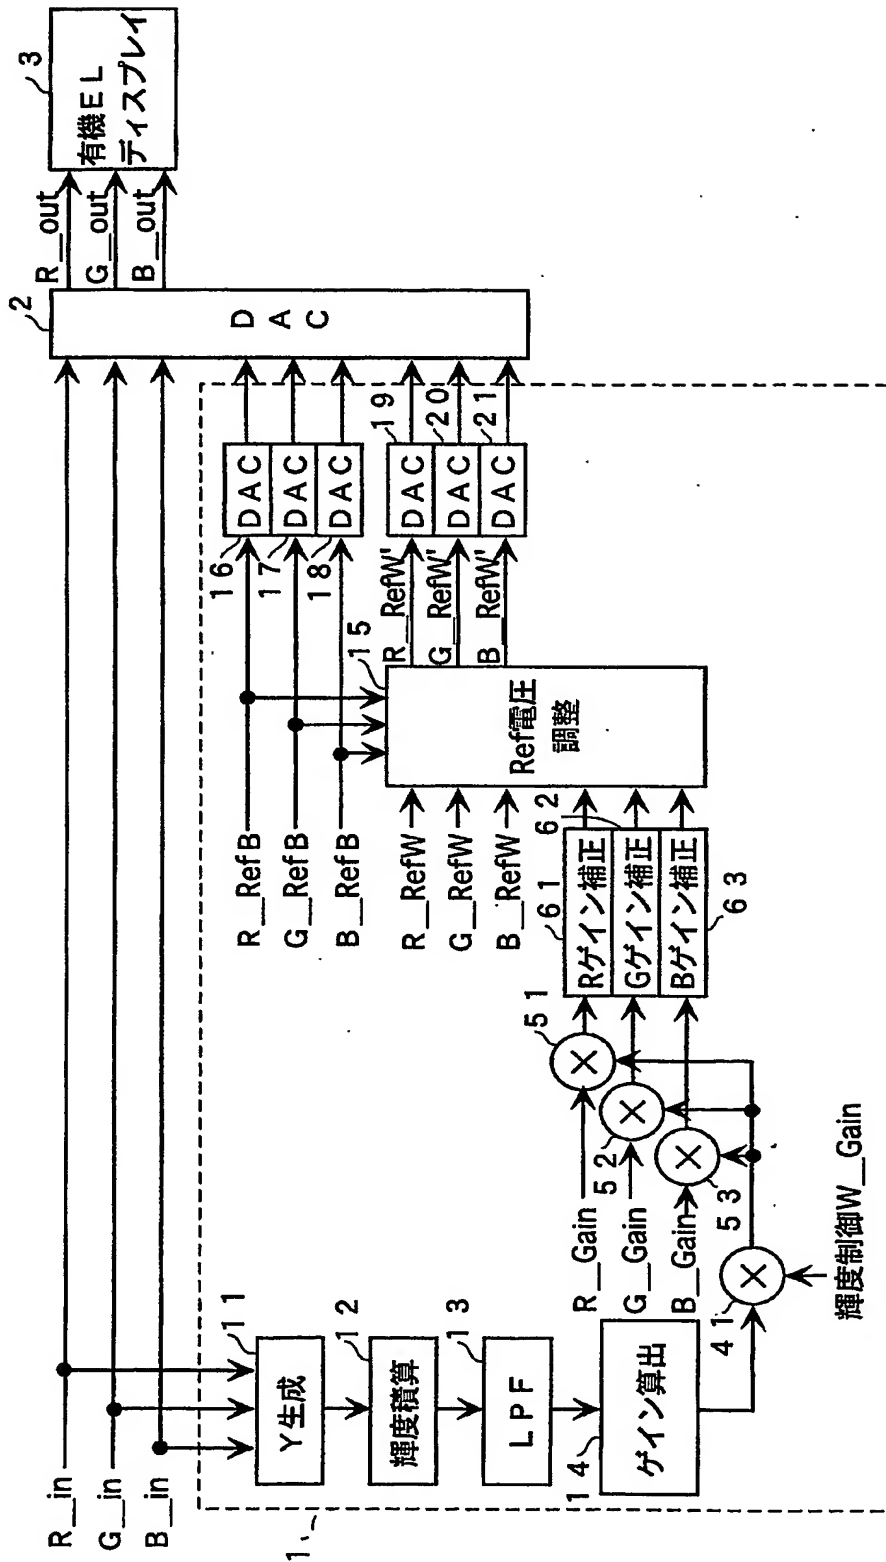 R_in
G_in
B_in
1
Y生成
11
輝度積算
12
LPF
13
ゲイン算出
14
輝度制御W_Gain
41
R_Gain
G_Gain
B_Gain
51
52
53
Rゲイン補正
Gゲイン補正
Bゲイン補正
61
62
63
R_RefB
G_RefB
B_RefB
R_RefW
G_RefW
B_RefW
Ref電圧
調整
15
R_RefW'
G_RefW'
B_RefW'
16
DAC
17
DAC
18
DAC
19
DAC
20
DAC
21
DAC
2
DAC
R_out
G_out
B_out
3
有機EL
ディスプレイ